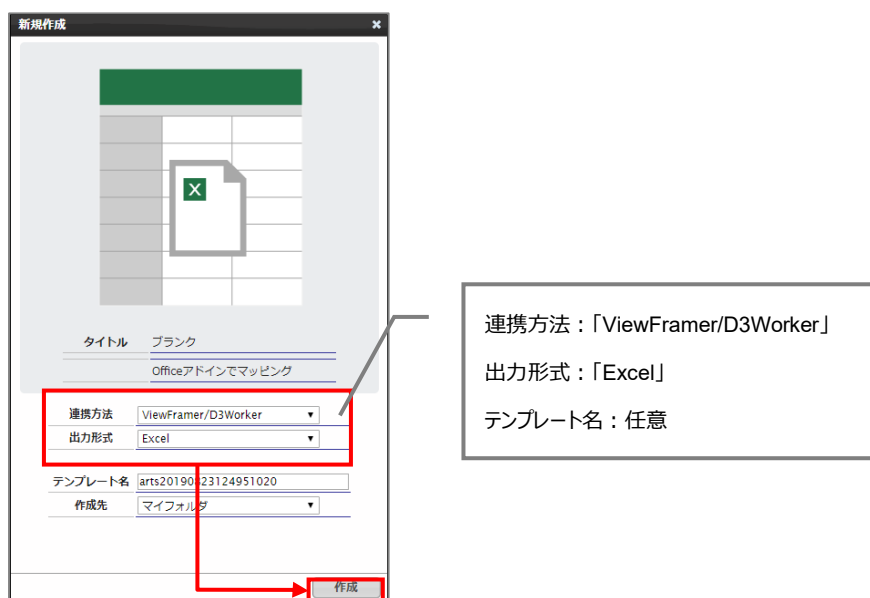 新規作成
X
タイトル ブランク
Officeアドインでマッピング
連携方法 ViewFramer/D3Worker
出力形式 Excel
テンプレート名 arts20190823124951020
作成先 マイフォルダ
作成
連携方法：「ViewFramer/D3Worker」
出力形式：「Excel」
テンプレート名：任意